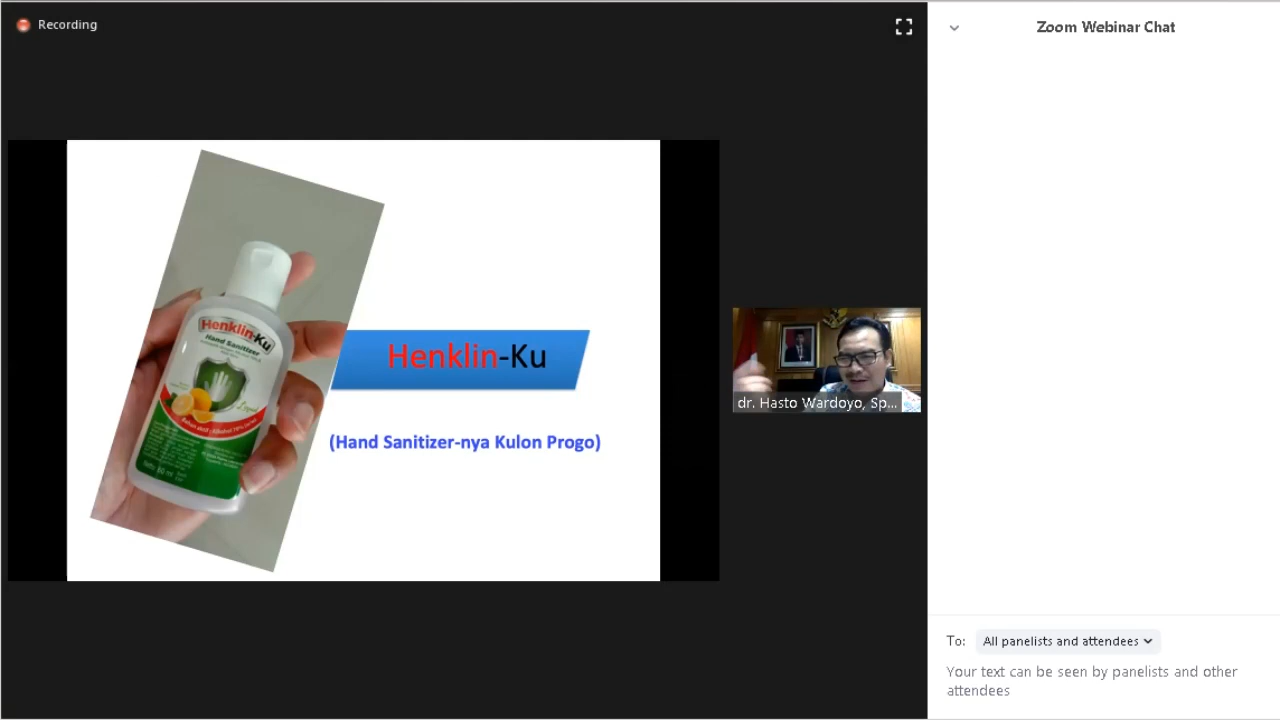 Recording
Zoom Webinar Chat
Henklin-Ku
Hand Sanitizer
Liquid
Henklin-Ku
(Hand Sanitizer-nya Kulon Progo)
dr. Hasto Wardoyo, Sp...
To: All panelists and attendees
Your text can be seen by panelists and other
attendees